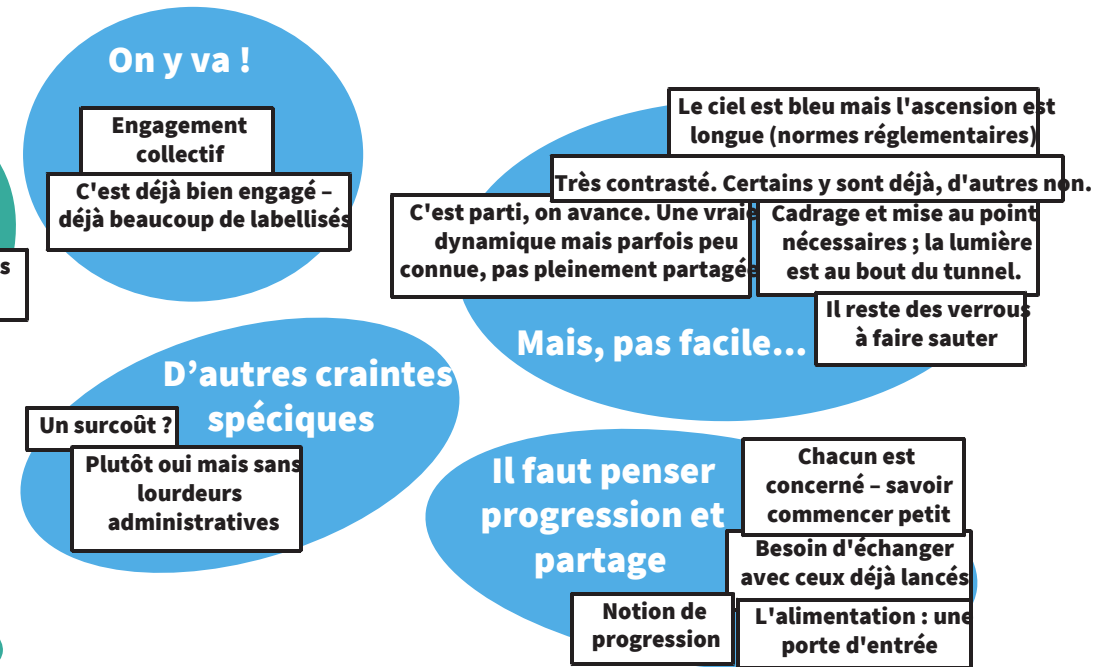 On y va !
Engagement
collectif
C'est déjà bien engagé –
déjà beaucoup de labellisés
s
Le ciel est bleu mais l'ascension est
longue (normes réglementaires)
Très contrasté. Certains y sont déjà, d'autres non.
C'est parti, on avance. Une vraie
dynamique mais parfois peu
connue, pas pleinement partagée
Cadrage et mise au point
nécessaires ; la lumière
est au bout du tunnel.
Il reste des verrous
à faire sauter
Mais, pas facile...
D’autres craintes
spéciques
Un surcoût ?
Plutôt oui mais sans
lourdeurs
administratives
Il faut penser
progression et
partage
Chacun est
concerné – savoir
commencer petit
Besoin d'échanger
avec ceux déjà lancés
Notion de
progression
L'alimentation : une
porte d'entrée